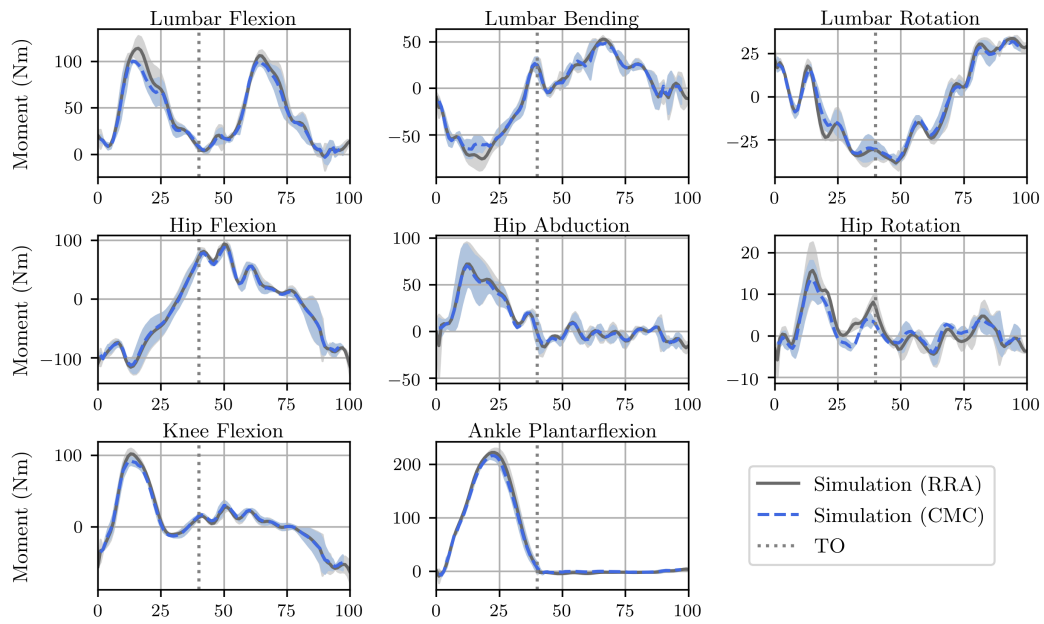 Lumbar Flexion Lumbar Bending Lumbar Rotation
Moment (Nm)
100
50
0
0 25 50 75 100
50
0
−50
0 25 50 75 100
25
0
−25
0 25 50 75 100
Hip Flexion Hip Abduction Hip Rotation
Moment (Nm)
100
0
−100
0 25 50 75 100
100
50
0
−50
0 25 50 75 100
20
10
0
−10
0 25 50 75 100
Knee Flexion Ankle Plantarflexion
Moment (Nm)
100
0
0 25 50 75 100
200
100
0
0 25 50 75 100
Simulation (RRA)
Simulation (CMC)
TO